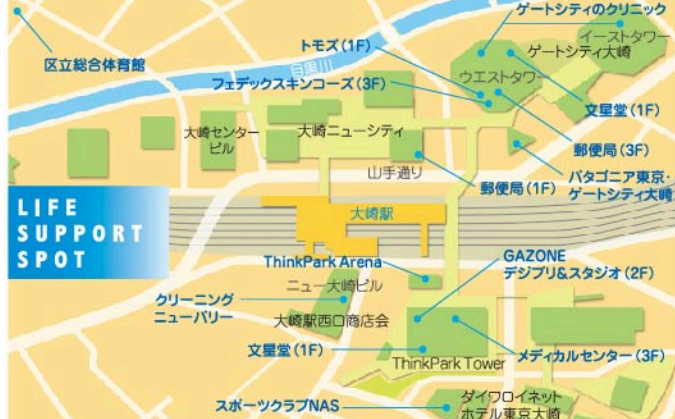 ゲートシティのクリニック
イーストタワー
トモズ(1F)
ゲートシティ大崎
区立総合体育館
目黒川
ウエストタワー
フェデックスキンコーズ(3F)
文星堂(1F)
大崎センター
ビル
大崎ニューシティ
郵便局(3F)
山手通り
郵便局(1F)
パタゴニア東京・
ゲートシティ大崎
LIFE
SUPPORT
SPOT
大崎駅
ThinkPark Arena
GAZONE
デジプリ&スタジオ(2F)
ニュー大崎ビル
クリーニング
ニューバリー
大崎駅西口商店会
文星堂(1F)
ThinkPark Tower
メディカルセンター(3F)
スポーツクラブNAS
ダイワロイネット
ホテル東京大崎